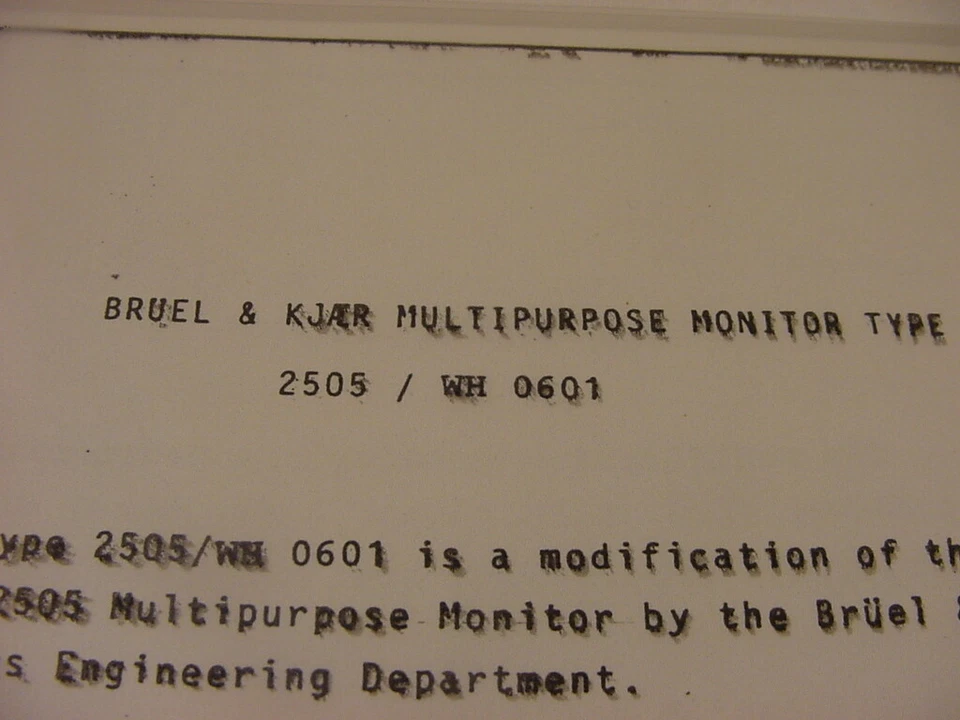 BRUEL & KJÆR MULTIPURPOSE MONITOR TYPE
2505 / WH 0601
ype 2505/WH 0601 is a modification of th
2505 Multipurpose Monitor by the Brüel &
s Engineering Department.